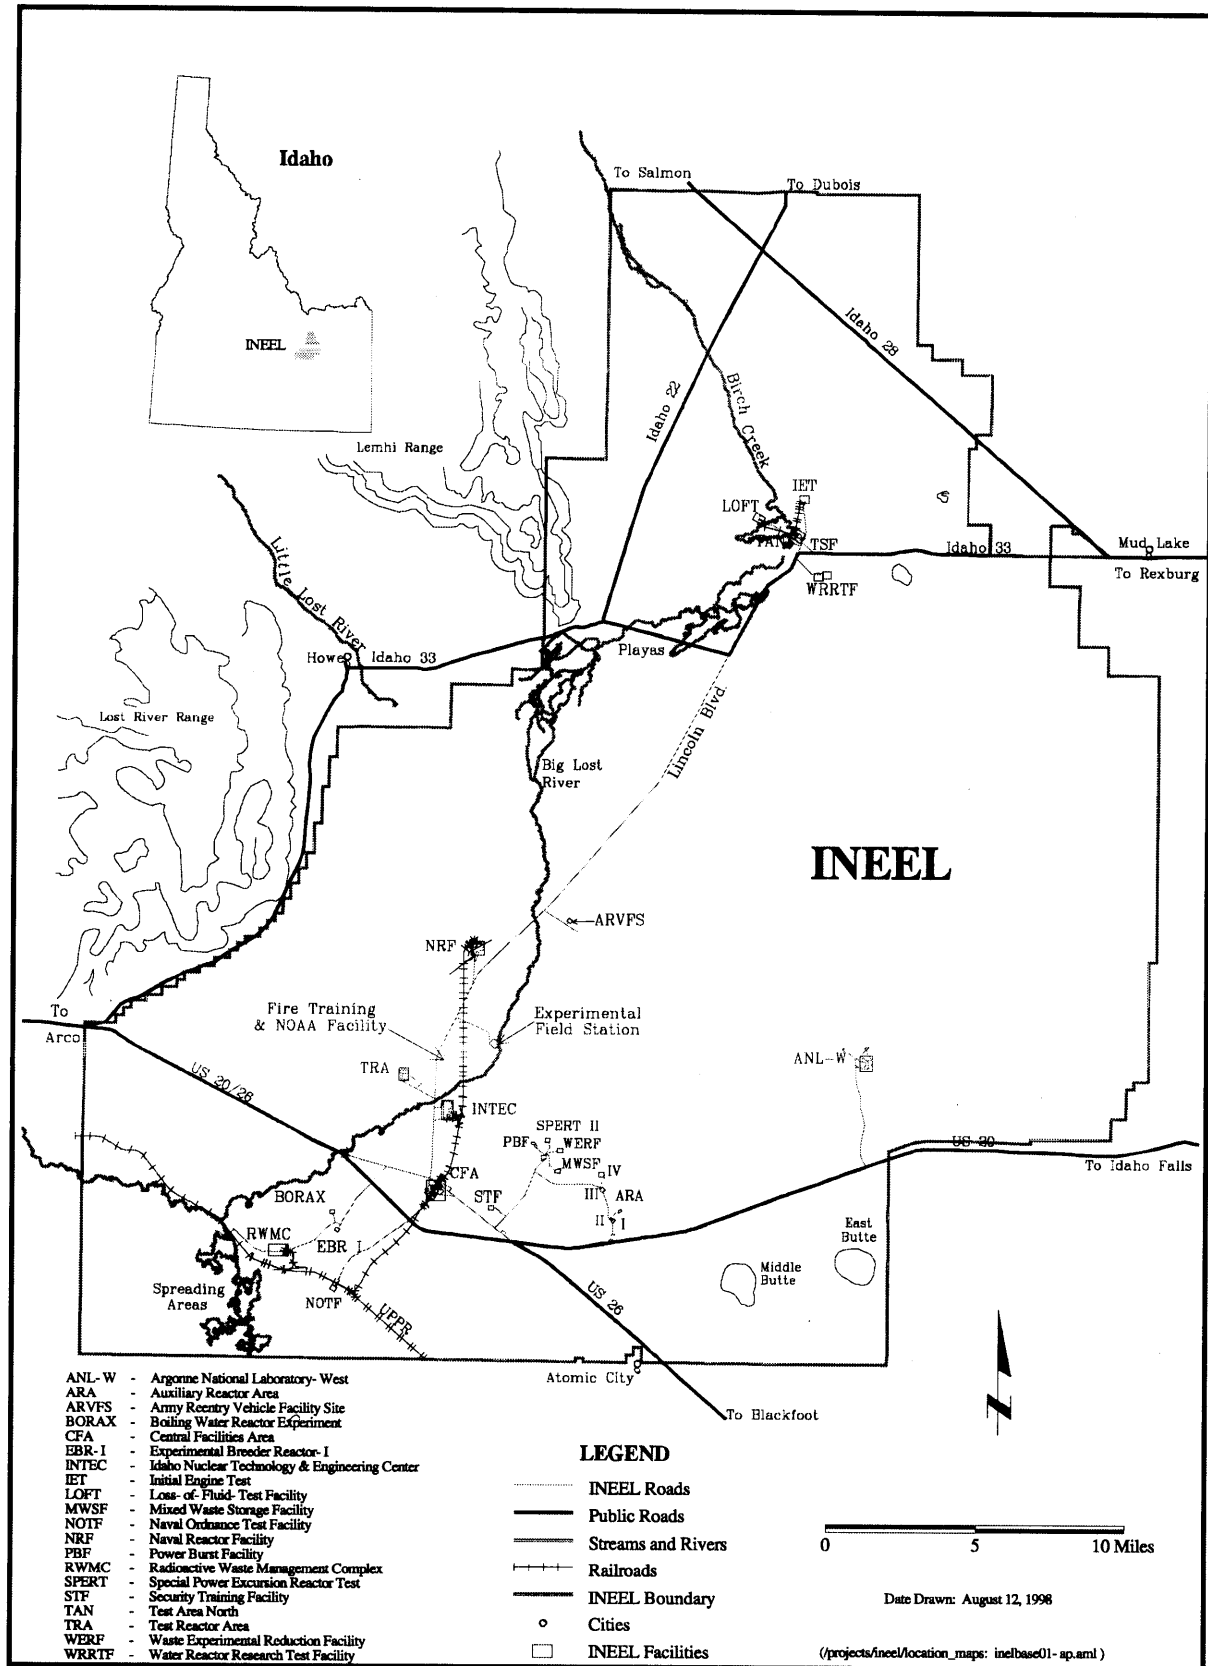 Idaho
To Salmon
To Dubois
Idaho 28
INEEL
Idaho 22
Birch Creek
Lemhi Range
IET
LOFT
TAN
TSF
Idaho 33
Mud Lake
To Rexburg
WRRTF
Little Lost River
Howe
Idaho 33
Playas
Lost River Range
Lincoln Blvd.
Big Lost
River
INEEL
ARVFS
NRF
To
Arco
Fire Training
& NOAA Facility
Experimental
Field Station
ANL-W
TRA
US 20/26
INTEC
SPERT II
PBF
WERF
US 20
MWSF
IV
To Idaho Falls
CFA
BORAX
STF
III
ARA
II
I
RWMC
EBR I
East
Butte
Middle
Butte
Spreading
Areas
NOTF
UPPR
US 26
Atomic City
To Blackfoot
ANL-W - Argonne National Laboratory-West
ARA - Auxiliary Reactor Area
ARVFS - Army Reentry Vehicle Facility Site
BORAX - Boiling Water Reactor Experiment
CFA - Central Facilities Area
EBR-I - Experimental Breeder Reactor-I
INTEC - Idaho Nuclear Technology & Engineering Center
IET - Initial Engine Test
LOFT - Loss-of-Fluid-Test Facility
MWSF - Mixed Waste Storage Facility
NOTF - Naval Ordnance Test Facility
NRF - Naval Reactor Facility
PBF - Power Burst Facility
RWMC - Radioactive Waste Management Complex
SPERT - Special Power Excursion Reactor Test
STF - Security Training Facility
TAN - Test Area North
TRA - Test Reactor Area
WERF - Waste Experimental Reduction Facility
WRRTF - Water Reactor Research Test Facility
LEGEND
INEEL Roads
Public Roads
Streams and Rivers
Railroads
INEEL Boundary
Cities
INEEL Facilities
N
0 5 10 Miles
Date Drawn: August 12, 1998
(/projects/ineel/location_maps: inelbase01-ap.aml )